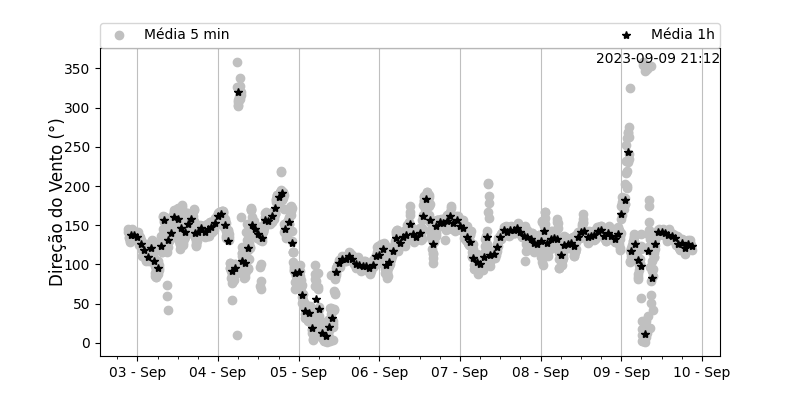 Média 5 min
Média 1h
2023-09-09 21:12
Direção do Vento (°)
350
300
250
200
150
100
50
0
03 - Sep
04 - Sep
05 - Sep
06 - Sep
07 - Sep
08 - Sep
09 - Sep
10 - Sep